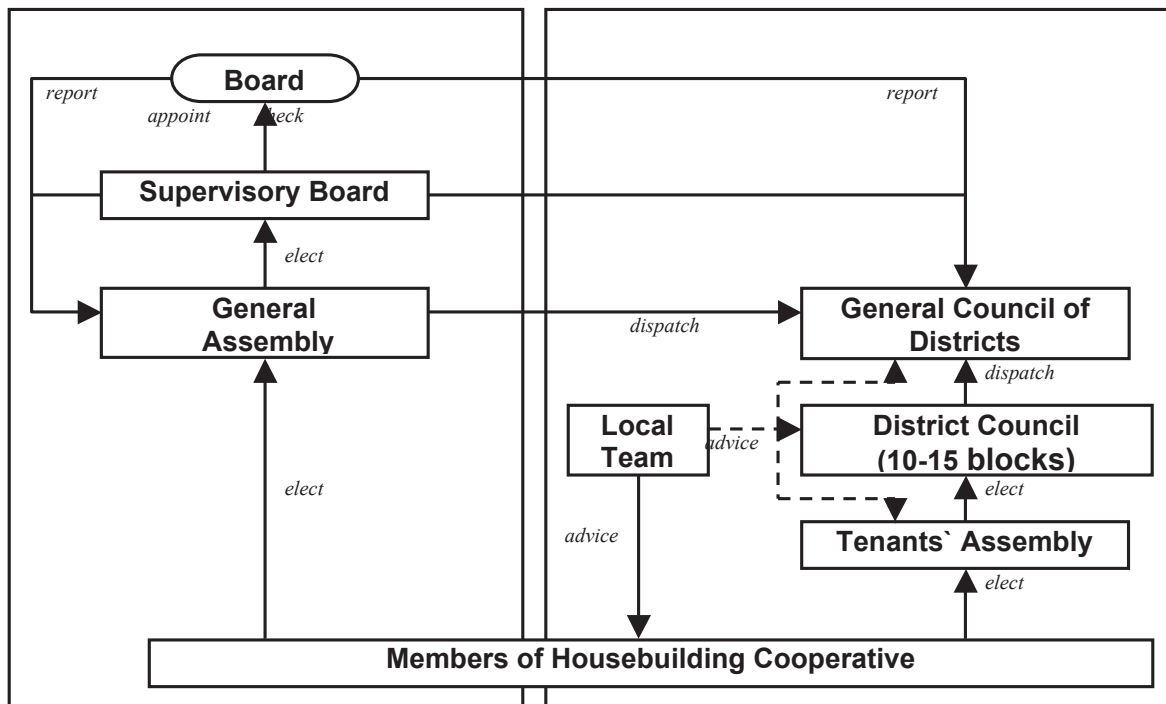 Board
report
report
appoint
heck
Supervisory Board
elect
General
Assembly
General Council of
Districts
dispatch
dispatch
Local
Team
advice
District Council
(10-15 blocks)
elect
elect
advice
Tenants` Assembly
elect
Members of Housebuilding Cooperative